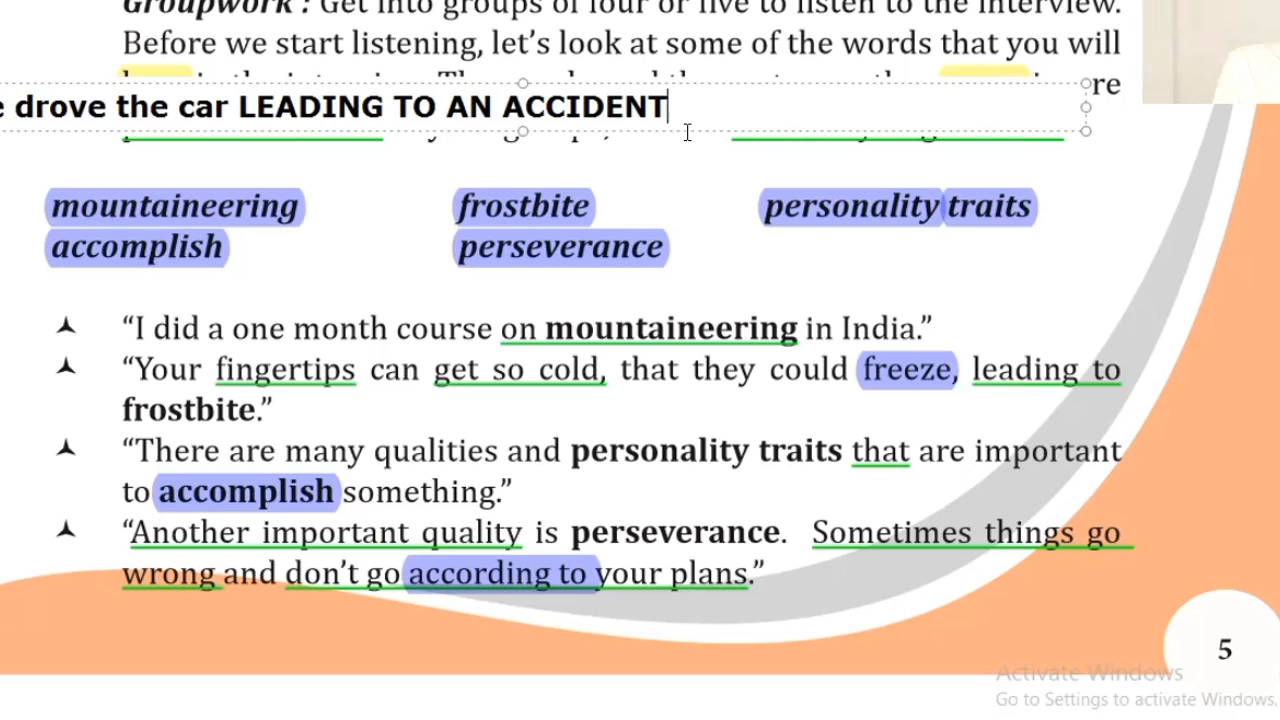 Groupwork : Get into groups of four or five to listen to the interview.
Before we start listening, let's look at some of the words that you will
re
drove the car LEADING TO AN ACCIDENT
mountaineering frostbite personality traits
accomplish perseverance
“I did a one month course on mountaineering in India.”
“Your fingertips can get so cold, that they could freeze, leading to
frostbite.”
“There are many qualities and personality traits that are important
to accomplish something.”
“Another important quality is perseverance. Sometimes things go
wrong and don't go according to your plans.”
5
Activate Windows
Go to Settings to activate Windows.